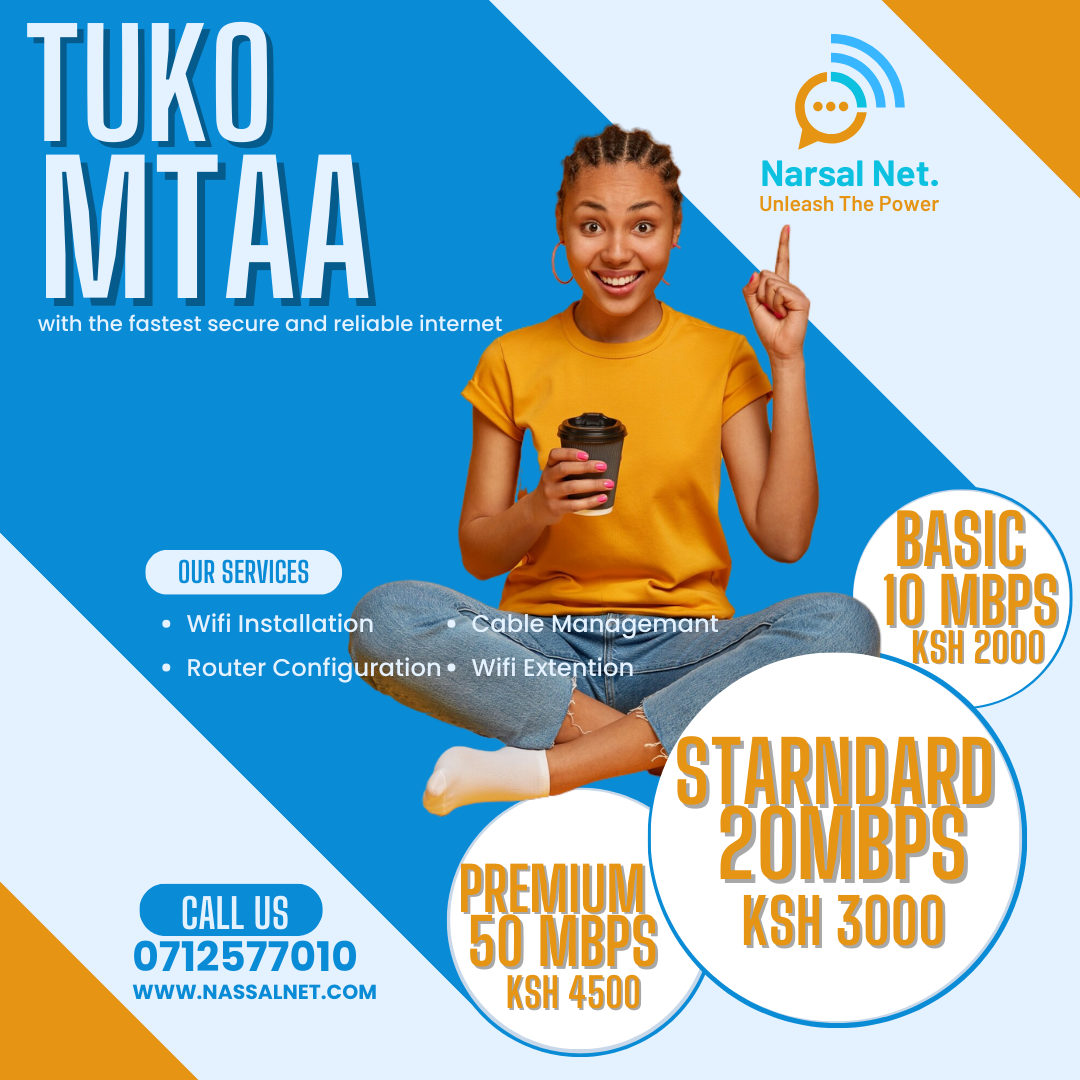 TUKO
MTAA
with the fastest secure and reliable internet
Narsal Net.
Unleash The Power
OUR SERVICES
• Wifi Installation
• Router Configuration
• Cable Managemant
• Wifi Extention
BASIC
10 MBPS
KSH 2000
STARNDARD
20MBPS
KSH 3000
PREMIUM
50 MBPS
KSH 4500
CALL US
0712577010
WWW.NASSALNET.COM